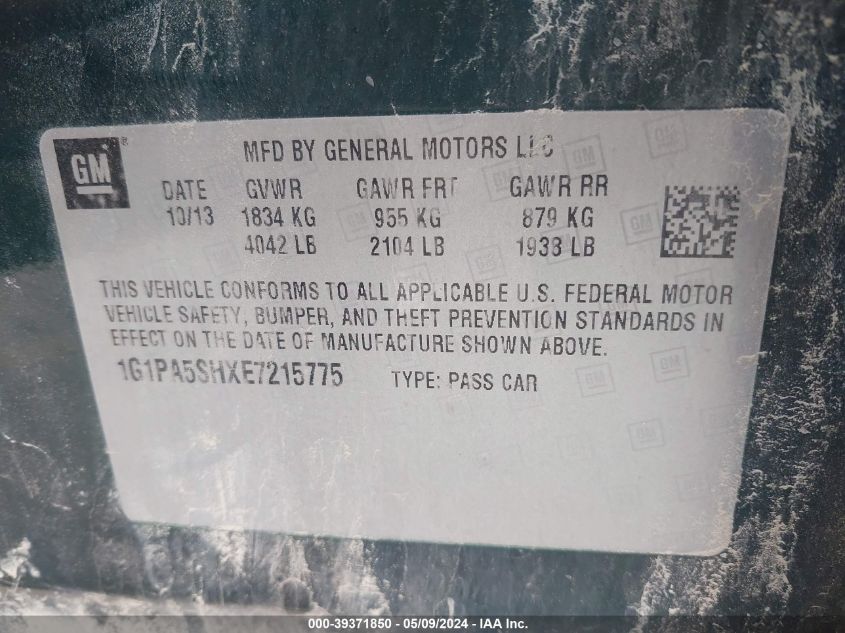 GM
MFD BY GENERAL MOTORS LLC
DATE GVWR GAWR FRT GAWR RR
10/13 1834 KG 955 KG 879 KG
4042 LB 2104 LB 1938 LB
THIS VEHICLE CONFORMS TO ALL APPLICABLE U.S. FEDERAL MOTOR
VEHICLE SAFETY, BUMPER, AND THEFT PREVENTION STANDARDS IN
EFFECT ON THE DATE OF MANUFACTURE SHOWN ABOVE.
1G1PA5SHXE7215775 TYPE: PASS CAR
000-39371850 - 05/09/2024 - IAA Inc.